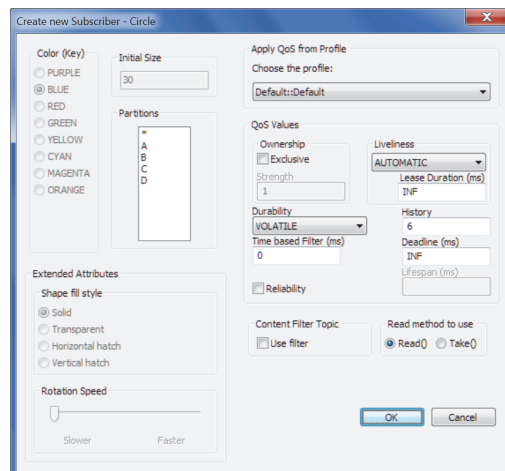 Create new Subscriber - Circle
Color (Key)
PURPLE
BLUE
RED
GREEN
YELLOW
CYAN
MAGENTA
ORANGE
Initial Size
30
Partitions
*
A
B
C
D
Extended Attributes
Shape fill style
Solid
Transparent
Horizontal hatch
Vertical hatch
Rotation Speed
Slower Faster
Apply QoS from Profile
Choose the profile:
Default::Default
QoS Values
Ownership
Exclusive
Strength
1
Liveliness
AUTOMATIC
Lease Duration (ms)
INF
Durability
VOLATILE
Time based Filter (ms)
0
Reliability
History
6
Deadline (ms)
INF
Lifespan (ms)
Content Filter Topic
Use filter
Read method to use
Read() Take()
OK Cancel